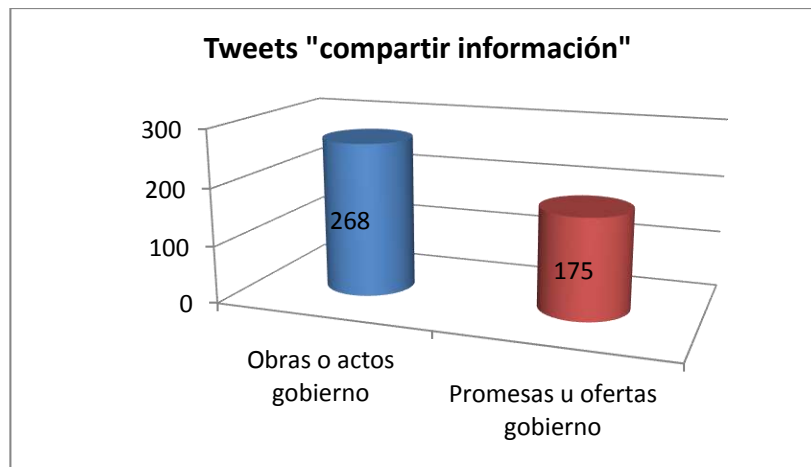 Tweets "compartir información"
300
200
100
0
268
175
Obras o actos
gobierno
Promesas u ofertas
gobierno